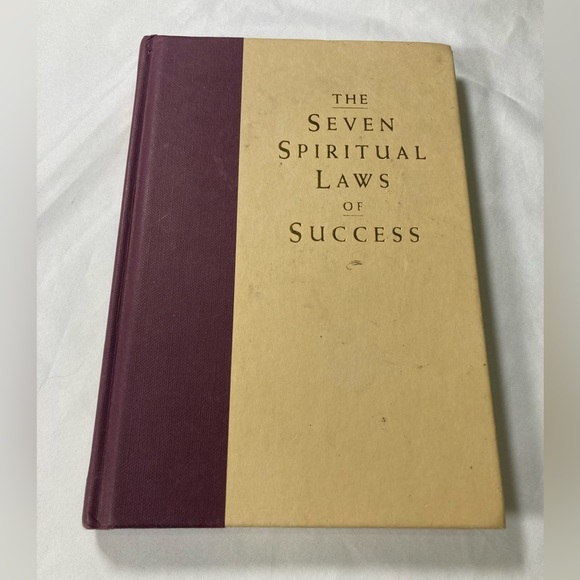 THE
SEVEN
SPIRITUAL
LAWS
OF
SUCCESS